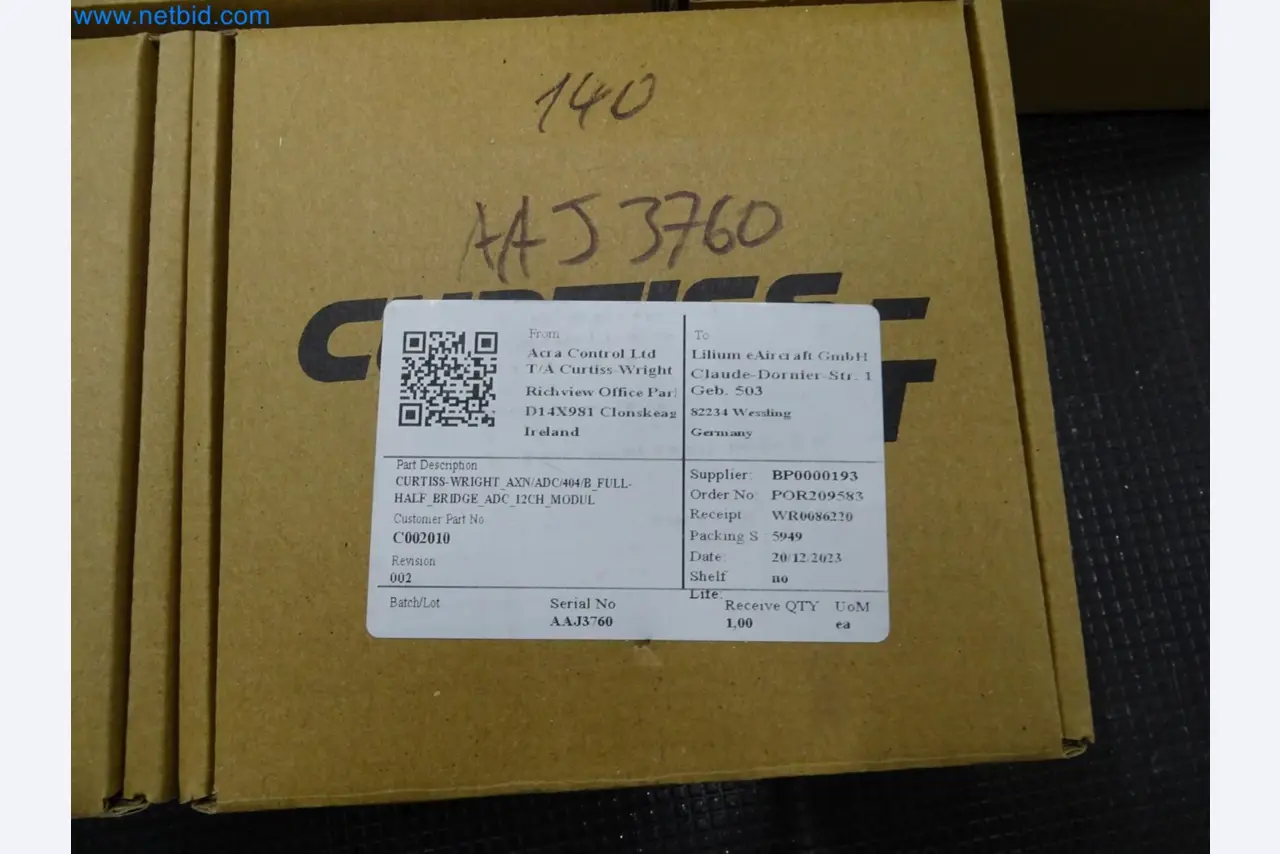 www.netbid.com
140
AAJ3760
CURTISS
From
Acra Control Ltd
T/A Curtiss-Wright
Richview Office Par
D14X981 Clonskeag
Ireland
To
Lilium eAircraft GmbH
Claude-Dornier-Str. 1
Geb. 503
82234 Wessling
Germany
Part Description
CURTISS-WRIGHT_AXN/ADC/404/B_FULL-
HALF_BRIDGE_ADC_12CH_MODUL
Customer Part No
C002010
Revision
002
Supplier: BP0000193
Order No POR209583
Receipt WR0086220
Packing S 5949
Date: 20/12/2023
Shelf no
Life:
Batch/Lot
Serial No
AAJ3760
Receive QTY UoM
1,00 ea